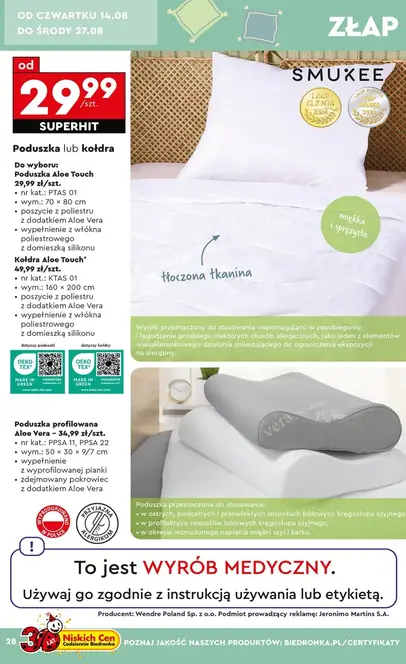 OD CZWARTKU 14.08
DO ŚRODY 27.08
ZŁAP
od
29⁹⁹
/szt.
SUPERHIT
SMUKEE
Poduszka lub kołdra
Do wyboru:
Poduszka Aloe Touch
29,99 zł/szt.
• nr kat.: PTAS 01
• wym.: 70 × 80 cm
• poszycie z poliestru
z dodatkiem Aloe Vera
• wypełnienie z włókna
poliestrowego
z domieszką silikonu
Kołdra Aloe Touch*
49,99 zł/szt.
• nr kat.: KTAS 01
• wym.: 160 × 200 cm
• poszycie z poliestru
z dodatkiem Aloe Vera
• wypełnienie z włókna
poliestrowego
z domieszką silikonu
dotyczy poduszki
dotyczy kołdry
OEKO
TEX®
MADE IN
GREEN
OEKO
TEX®
MADE IN
GREEN
miękka
i sprężysta
tłoczona tkanina
Wyrób przeznaczony do stosowania wspomagająco w zapobieganiu
i łagodzeniu przebiegu niektórych chorób alergicznych, jako jeden z elementów
wielokierunkowego działania zmierzającego do ograniczenia ekspozycji
na alergeny.
Poduszka profilowana
Aloe Vera – 34,99 zł/szt.
• nr kat.: PPSA 11, PPSA 22
• wym.: 50 × 30 × 9/7 cm
• wypełnienie
z wyprofilowanej pianki
• zdejmowany pokrowiec
z dodatkiem Aloe Vera
WYPRODUKOWANO
W POLSCE
PRZYJAZNA
ALERGIKOM
Poduszka przeznaczona do stosowania:
• w ostrych, podostrych i przewlekłych zespołach bólowych kręgosłupa szyjnego;
• w profilaktyce zespołów bólowych kręgosłupa szyjnego;
• w okresie wzmożonego napięcia mięśni szyi i karku.
!
To jest WYRÓB MEDYCZNY.
Używaj go zgodnie z instrukcją używania lub etykietą.
Producent: Wendre Poland Sp. z o.o. Podmiot prowadzący reklamę: Jeronimo Martins S.A.
28
30 LAT
Niskich Cen
Codziennie Biedronka
POZNAJ JAKOŚĆ NASZYCH PRODUKTÓW: BIEDRONKA.PL/CERTYFIKATY